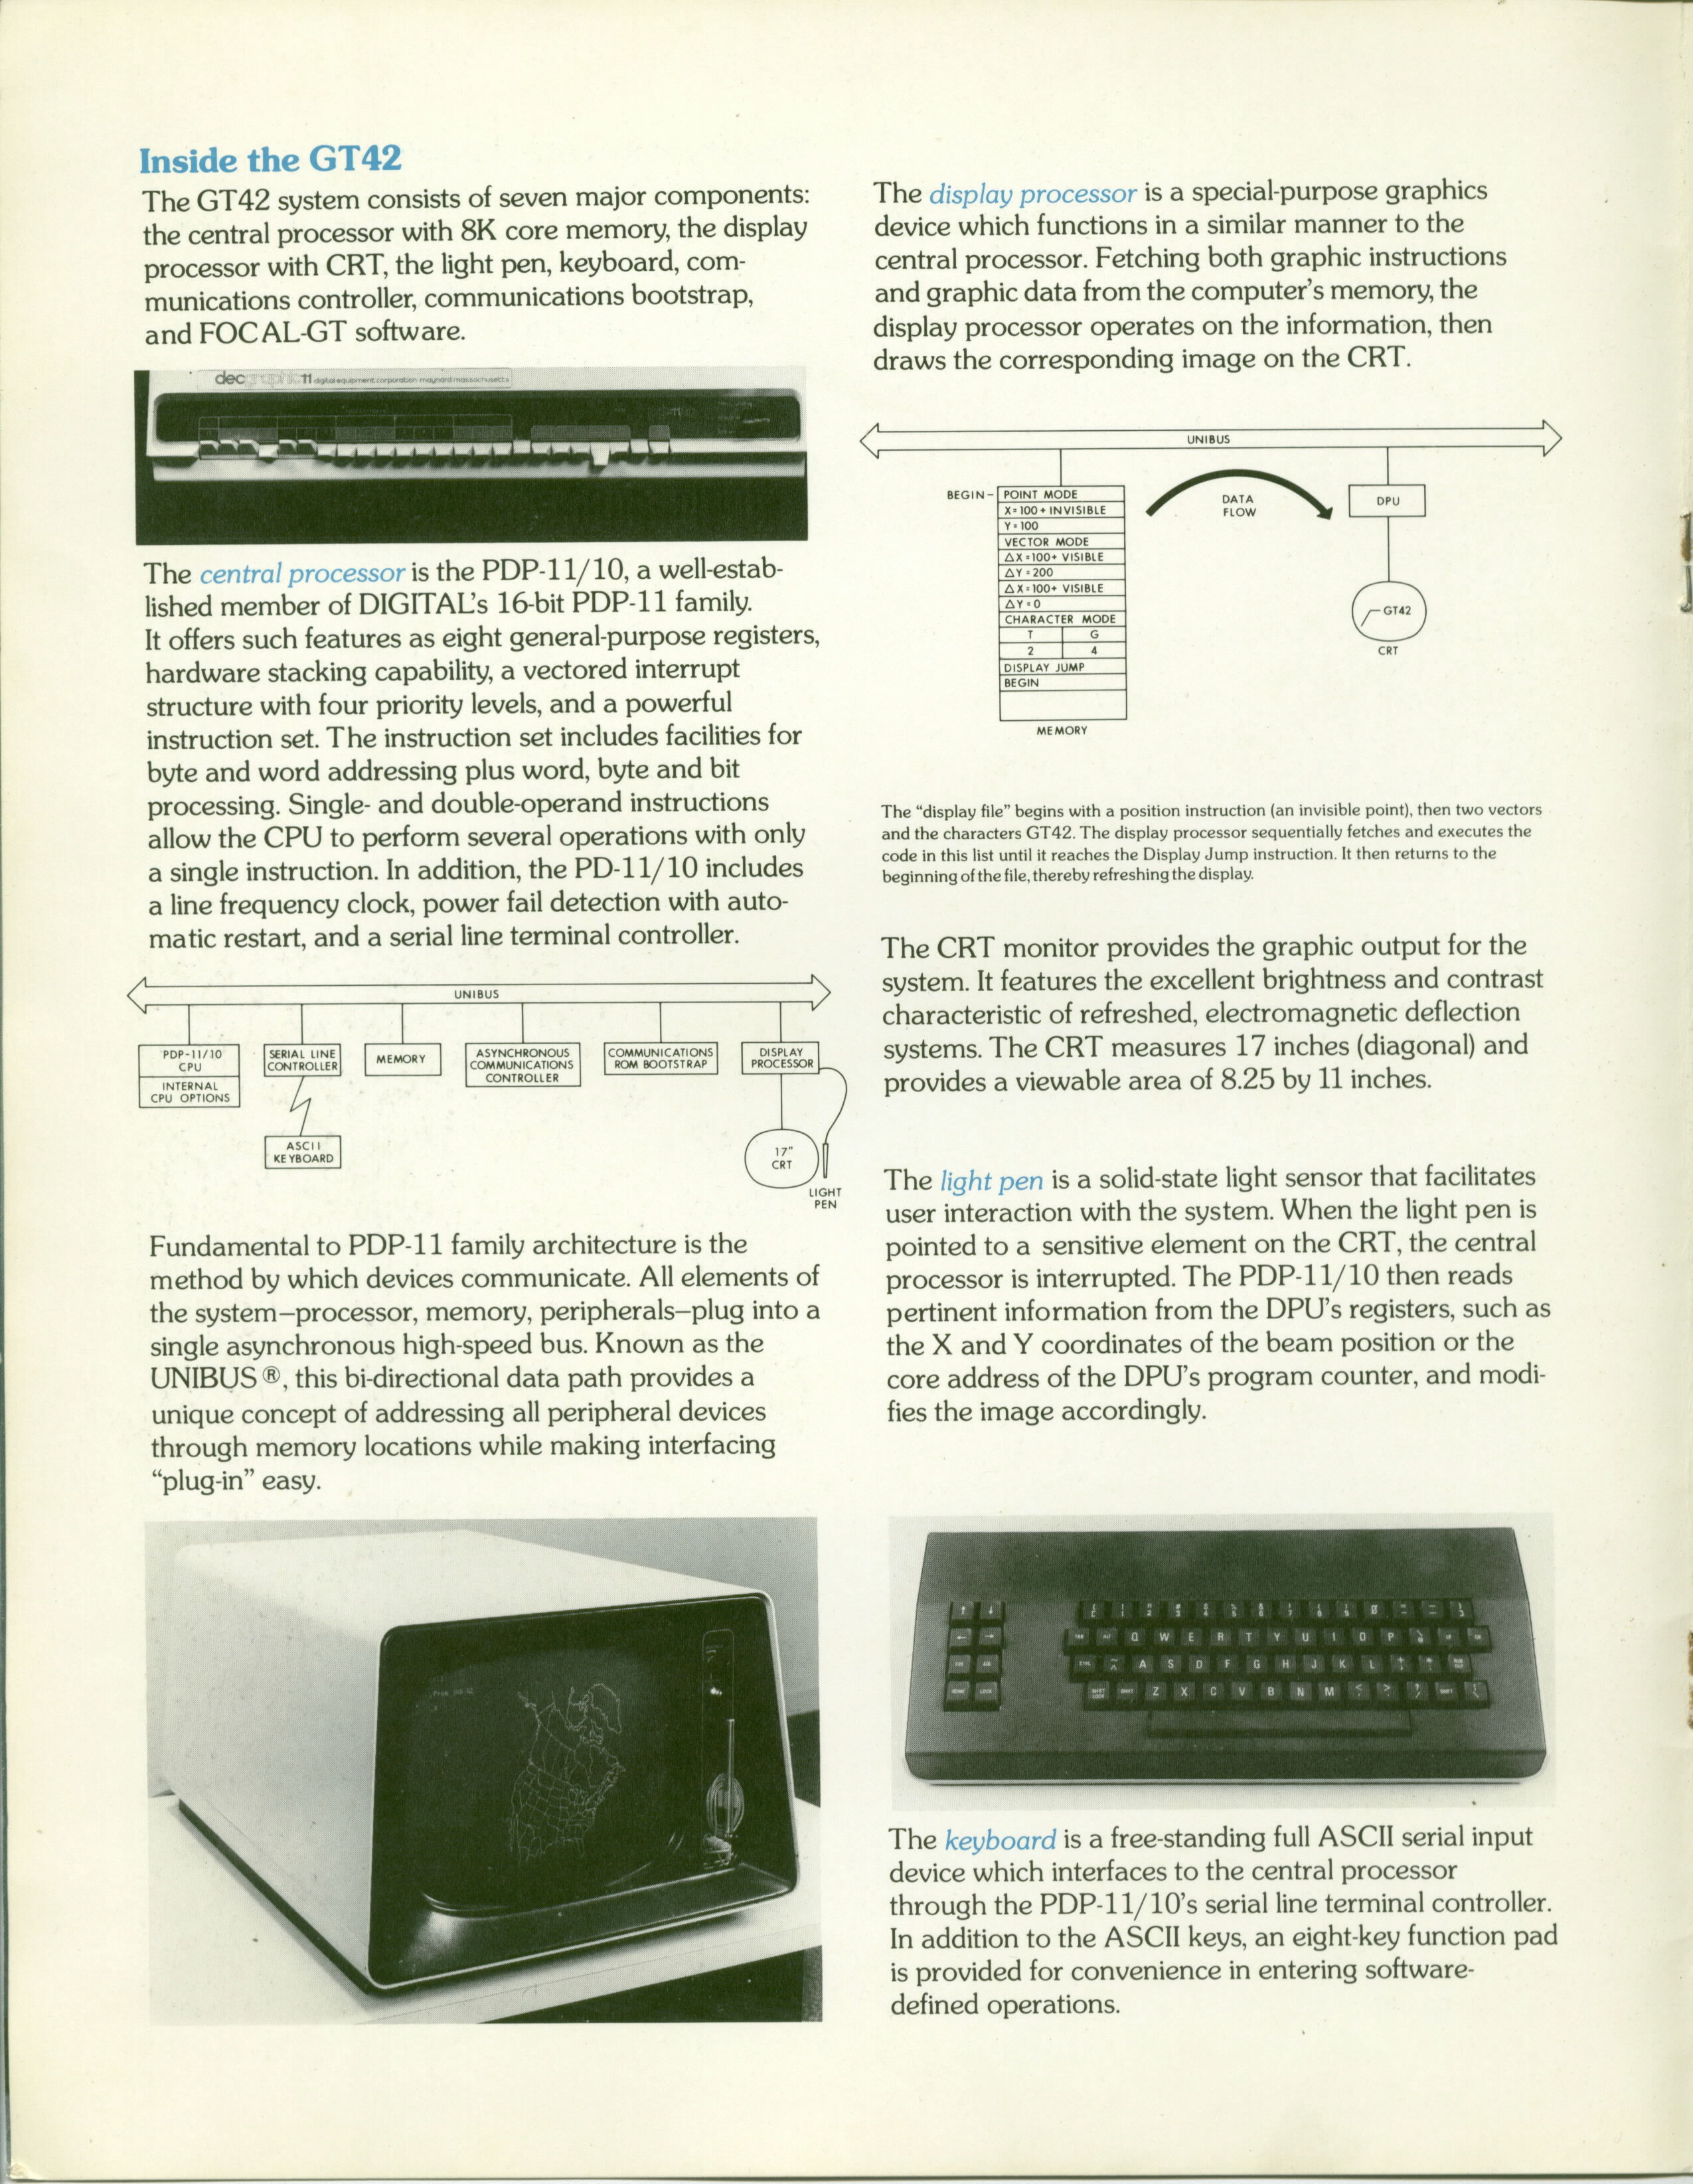 Inside the GT42
The GT42 system consists of seven major components:
the central processor with 8K core memory, the display
processor with CRT, the light pen, keyboard, com-
munications controller, communications bootstrap,
and FOCAL-GT software.
decgraphic 11 digital equipment corporation maynard massachusetts
The central processor is the PDP-11/10, a well-estab-
lished member of DIGITAL's 16-bit PDP-11 family.
It offers such features as eight general-purpose registers,
hardware stacking capability, a vectored interrupt
structure with four priority levels, and a powerful
instruction set. The instruction set includes facilities for
byte and word addressing plus word, byte and bit
processing. Single- and double-operand instructions
allow the CPU to perform several operations with only
a single instruction. In addition, the PD-11/10 includes
a line frequency clock, power fail detection with auto-
matic restart, and a serial line terminal controller.
UNIBUS
PDP-11/10
CPU
INTERNAL
CPU OPTIONS
SERIAL LINE
CONTROLLER
ASCII
KEYBOARD
MEMORY
ASYNCHRONOUS
COMMUNICATIONS
CONTROLLER
COMMUNICATIONS
ROM BOOTSTRAP
DISPLAY
PROCESSOR
17"
CRT
LIGHT
PEN
Fundamental to PDP-11 family architecture is the
method by which devices communicate. All elements of
the system—processor, memory, peripherals—plug into a
single asynchronous high-speed bus. Known as the
UNIBUS®, this bi-directional data path provides a
unique concept of addressing all peripheral devices
through memory locations while making interfacing
“plug-in” easy.
The display processor is a special-purpose graphics
device which functions in a similar manner to the
central processor. Fetching both graphic instructions
and graphic data from the computer's memory, the
display processor operates on the information, then
draws the corresponding image on the CRT.
UNIBUS
BEGIN-
POINT MODE
X=100+INVISIBLE
Y=100
VECTOR MODE
△X=100+ VISIBLE
△Y=200
△X=100+ VISIBLE
△Y=0
CHARACTER MODE
T G
2 4
DISPLAY JUMP
BEGIN
MEMORY
DATA
FLOW
DPU
GT42
CRT
The “display file” begins with a position instruction (an invisible point), then two vectors
and the characters GT42. The display processor sequentially fetches and executes the
code in this list until it reaches the Display Jump instruction. It then returns to the
beginning of the file, thereby refreshing the display.
The CRT monitor provides the graphic output for the
system. It features the excellent brightness and contrast
characteristic of refreshed, electromagnetic deflection
systems. The CRT measures 17 inches (diagonal) and
provides a viewable area of 8.25 by 11 inches.
The light pen is a solid-state light sensor that facilitates
user interaction with the system. When the light pen is
pointed to a sensitive element on the CRT, the central
processor is interrupted. The PDP-11/10 then reads
pertinent information from the DPU's registers, such as
the X and Y coordinates of the beam position or the
core address of the DPU's program counter, and modi-
fies the image accordingly.
Q W E R T Y U I O P
A S D F G H J K L
Z X C V B N M
The keyboard is a free-standing full ASCII serial input
device which interfaces to the central processor
through the PDP-11/10's serial line terminal controller.
In addition to the ASCII keys, an eight-key function pad
is provided for convenience in entering software-
defined operations.